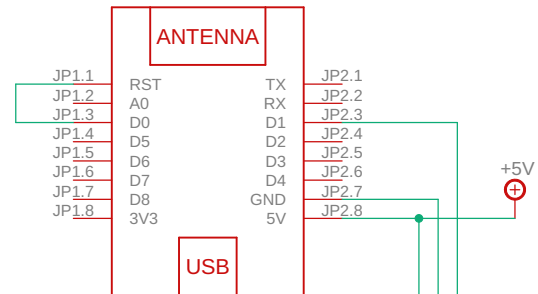 ANTENNA
JP1.1 RST TX JP2.1
JP1.2 A0 RX JP2.2
JP1.3 D0 D1 JP2.3
JP1.4 D5 D2 JP2.4
JP1.5 D6 D3 JP2.5
JP1.6 D7 D4 JP2.6
+5V
JP1.7 D8 GND JP2.7
JP1.8 3V3 5V JP2.8
USB